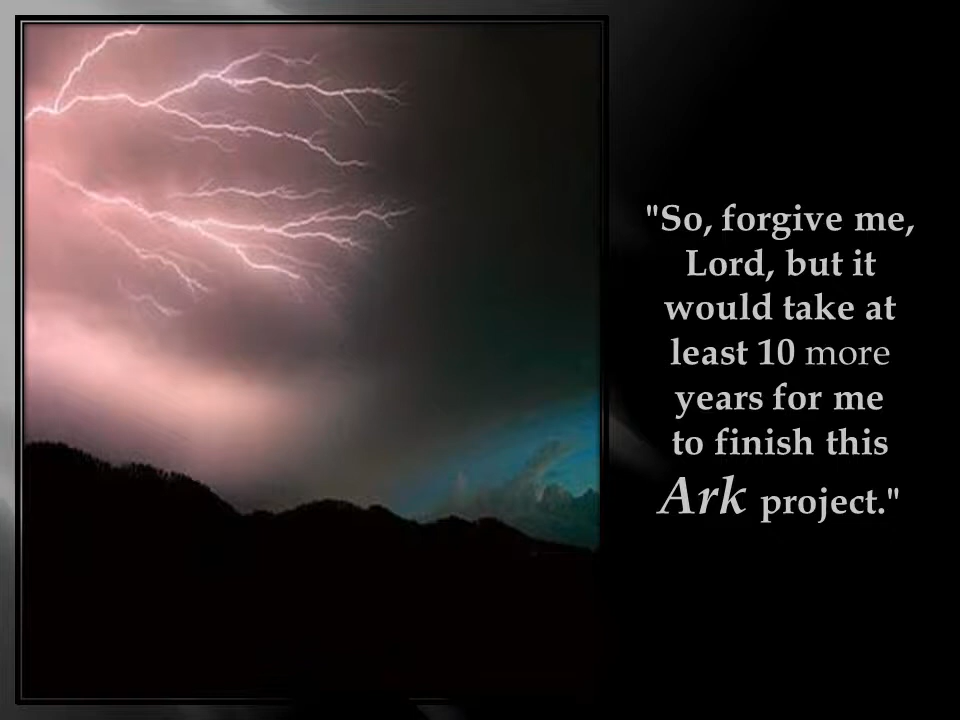 "So, forgive me,
Lord, but it
would take at
least 10 more
years for me
to finish this
Ark project."